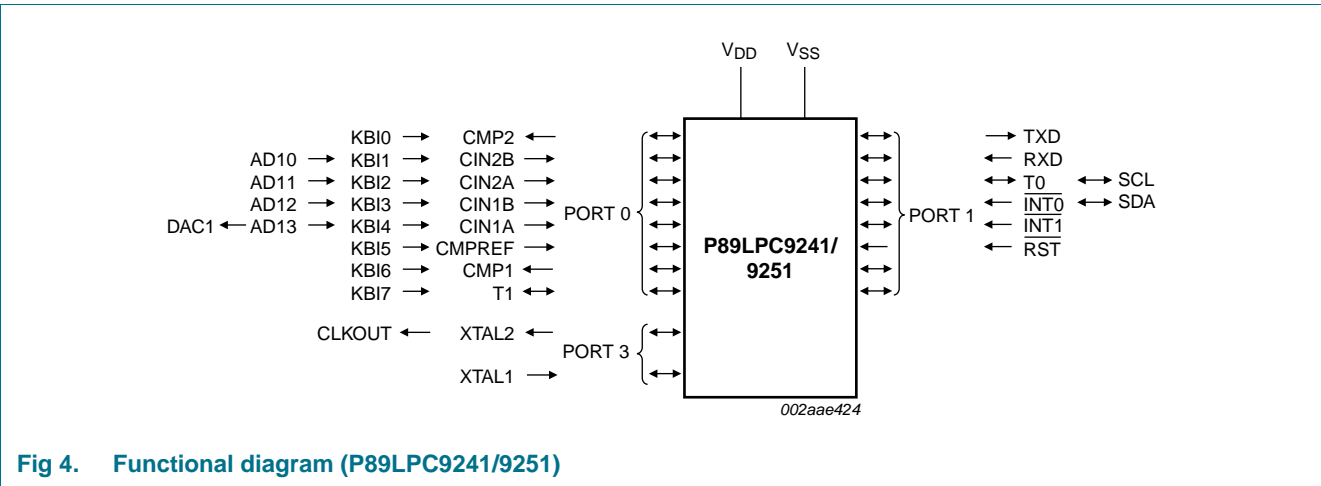 VDD VSS
KBI0 CMP2 TXD
AD10 KBI1 CIN2B RXD
AD11 KBI2 CIN2A T0 SCL
AD12 KBI3 CIN1B PORT 0 INT0 SDA
DAC1 AD13 KBI4 CIN1A PORT 1 INT1
KBI5 CMPREF P89LPC9241/ RST
KBI6 CMP1 9251
KBI7 T1
CLKOUT XTAL2
PORT 3
XTAL1
002aae424
Fig 4. Functional diagram (P89LPC9241/9251)